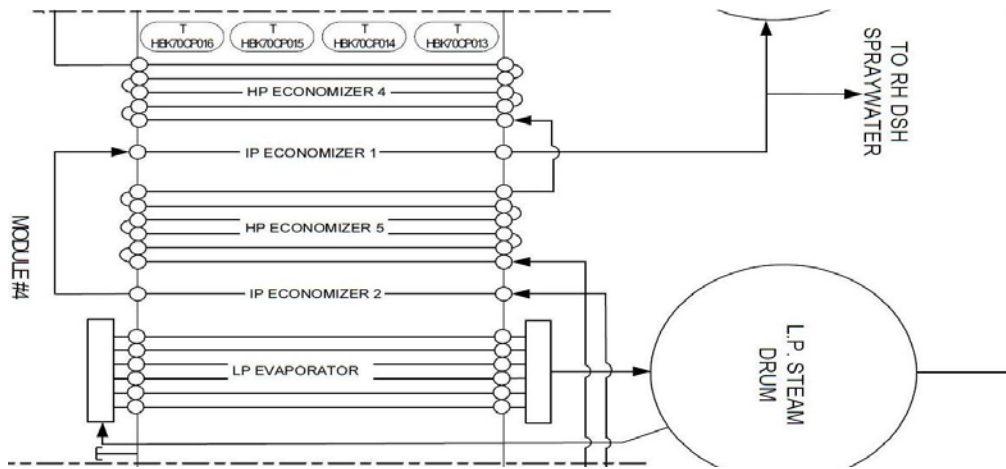 T
HBK70CP016
T
HBK70CP015
T
HBK70CP014
T
HBK70CP013
HP ECONOMIZER 4
TO RH DSH
SPRAYWATER
IP ECONOMIZER 1
HP ECONOMIZER 5
MODULE #4
IP ECONOMIZER 2
LP EVAPORATOR
L.P. STEAM
DRUM